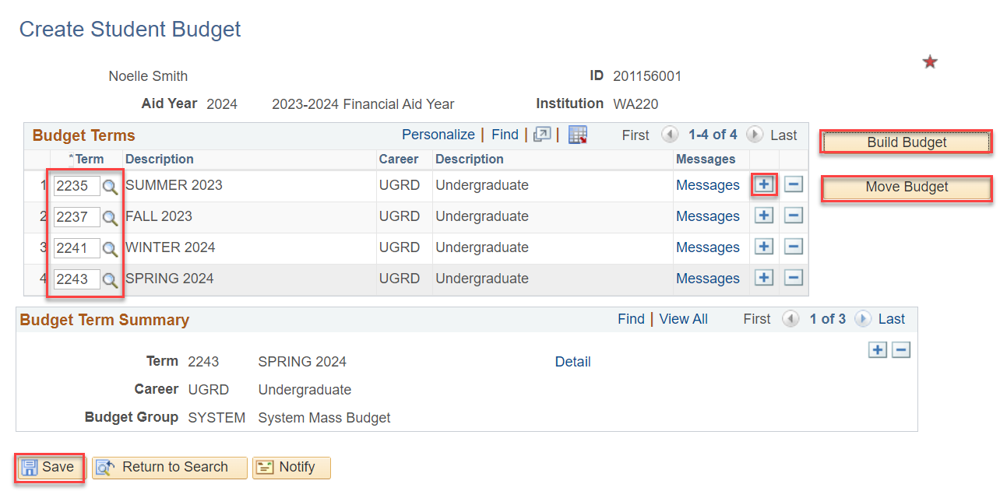 Create Student Budget
Noelle Smith ID 201156001
Aid Year 2024 2023-2024 Financial Aid Year Institution WA220
Budget Terms Personalize | Find | | First 1-4 of 4 Last
*Term Description Career Description Messages
1 2235 SUMMER 2023 UGRD Undergraduate Messages
2 2237 FALL 2023 UGRD Undergraduate Messages
3 2241 WINTER 2024 UGRD Undergraduate Messages
4 2243 SPRING 2024 UGRD Undergraduate Messages
Build Budget
Move Budget
Budget Term Summary Find | View All First 1 of 3 Last
Term 2243 SPRING 2024 Detail
Career UGRD Undergraduate
Budget Group SYSTEM System Mass Budget
Save Return to Search Notify